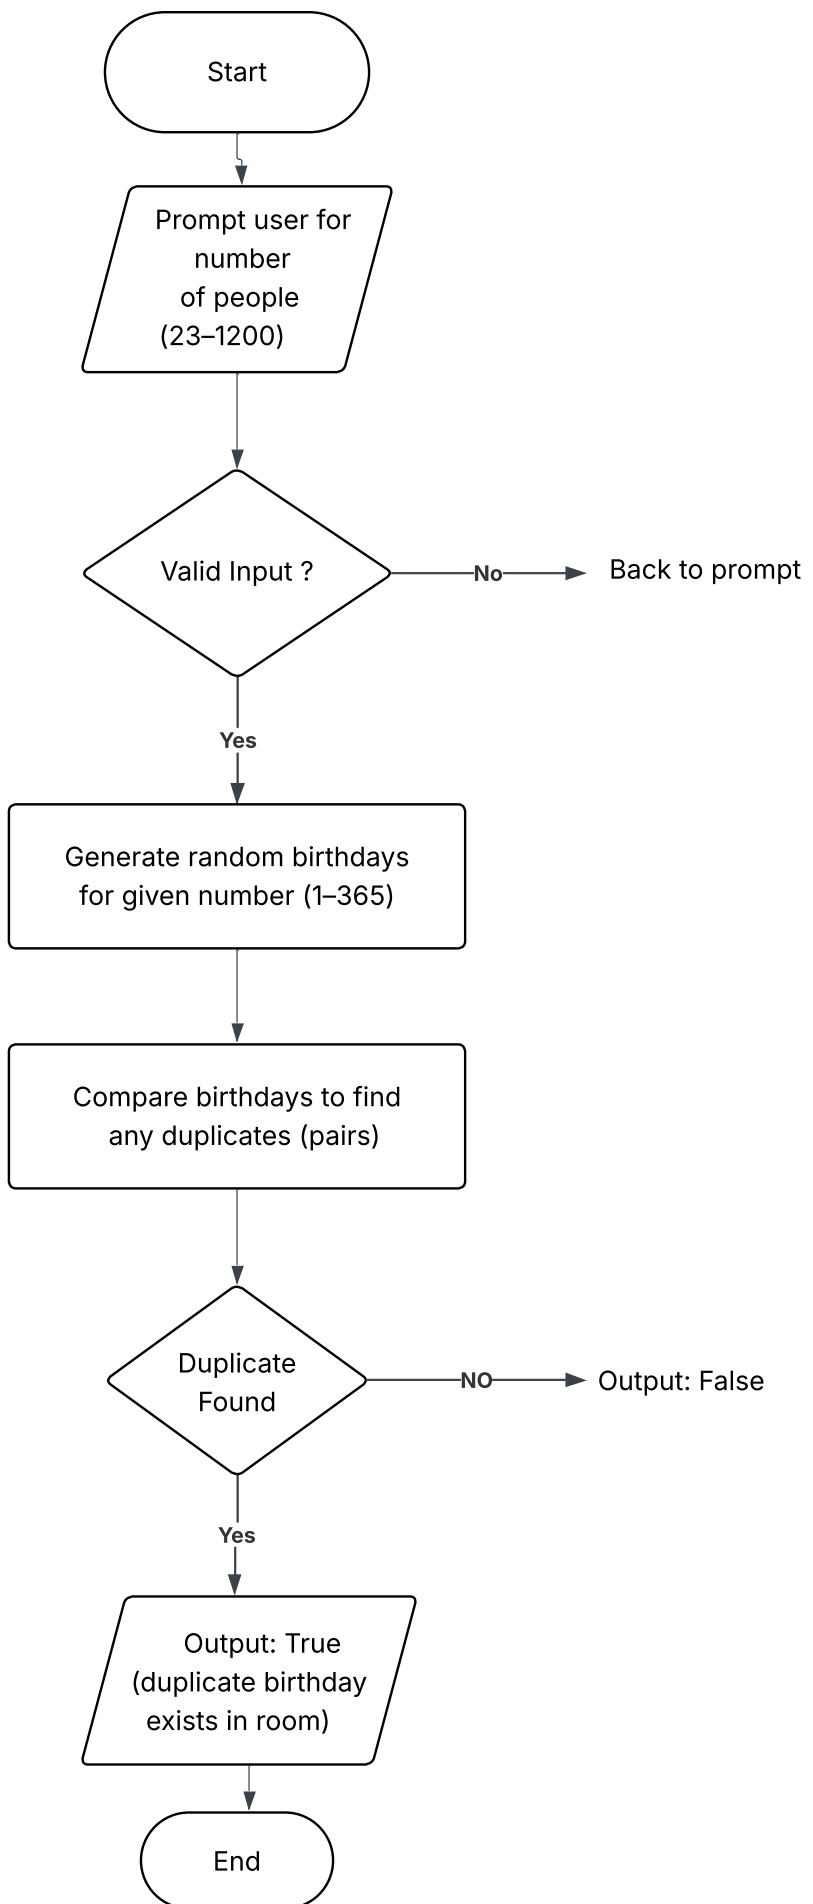 Start
Prompt user for
number
of people
(23–1200)
Valid Input ?
No
Back to prompt
Yes
Generate random birthdays
for given number (1–365)
Compare birthdays to find
any duplicates (pairs)
Duplicate
Found
NO
Output: False
Yes
Output: True
(duplicate birthday
exists in room)
End